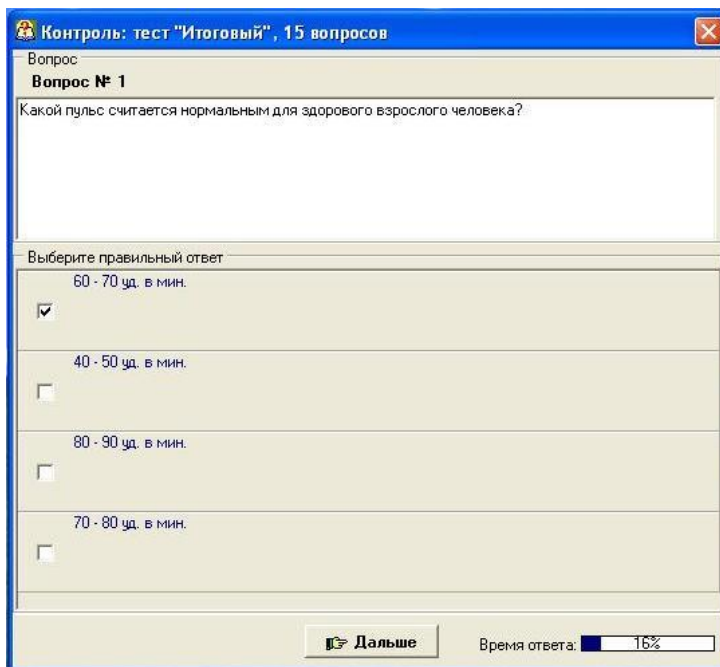 Контроль: тест "Итоговый", 15 вопросов
Вопрос
Вопрос № 1
Какой пульс считается нормальным для здорового взрослого человека?
Выберите правильный ответ
60 - 70 уд. в мин.
40 - 50 уд. в мин.
80 - 90 уд. в мин.
70 - 80 уд. в мин.
Дальше
Время ответа: 16%